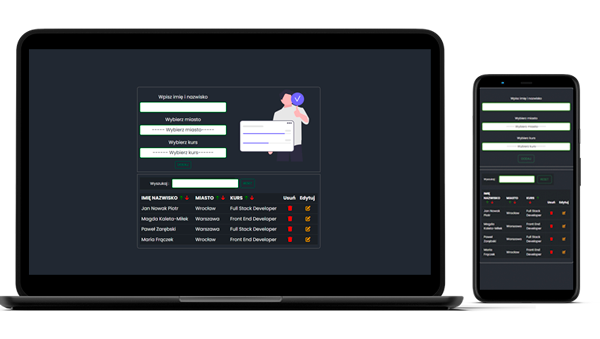 Wpisz imię i nazwisko
Wybierz miasto
----- Wybierz miasto-----
Wybierz kurs
----- Wybierz kurs-----
Wyszukaj:
IMIĘ NAZWISKO MIASTO KURS Usuń Edytuj
Jan Nowak Piotr Wrocław Full Stack Developer
Magda Kaleta-Miłek Warszawa Front End Developer
Paweł Zarębski Warszawa Full Stack Developer
Maria Frączek Wrocław Front End Developer
Wpisz imię i nazwisko
Wybierz miasto
----- Wybierz miasto-----
Wybierz kurs
----- Wybierz kurs-----
IMIĘ
NAZWISKO MIASTO KURS Usuń Edytuj
Jan Nowak
Piotr Wrocław Full Stack
Developer
Magda
Kaleta-Miłek Warszawa Front End
Developer
Paweł
Zarębski Warszawa Full Stack
Developer
Maria
Frączek Wrocław Front End
Developer